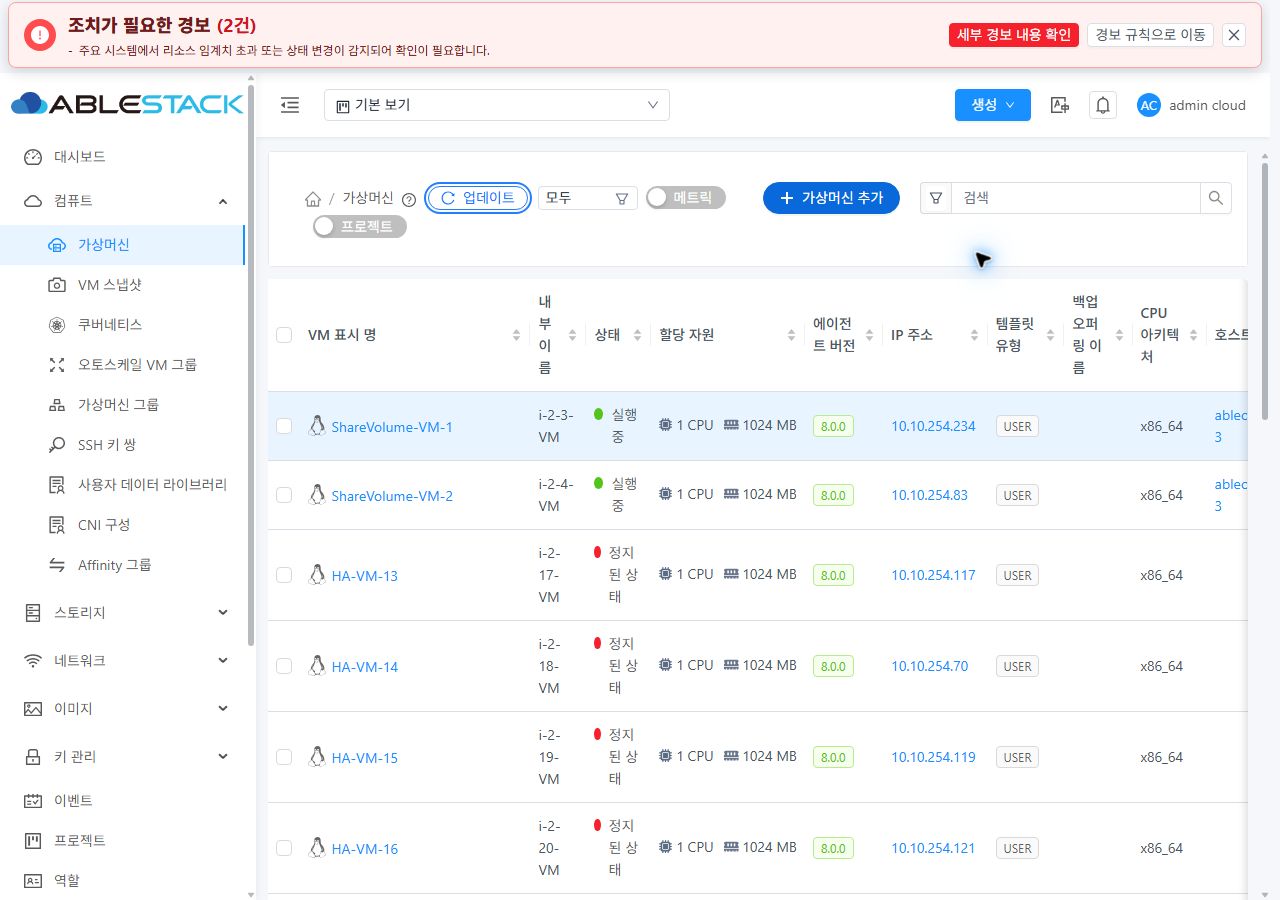 조치가 필요한 경보 (2건)
- 주요 시스템에서 리소스 임계치 초과 또는 상태 변경이 감지되어 확인이 필요합니다.
세부 경보 내용 확인
경보 규칙으로 이동
ABLESTACK
기본 보기
생성
AC admin cloud
대시보드
컴퓨트
가상머신
VM 스냅샷
쿠버네티스
오토스케일 VM 그룹
가상머신 그룹
SSH 키 쌍
사용자 데이터 라이브러리
CNI 구성
Affinity 그룹
스토리지
네트워크
이미지
키 관리
이벤트
프로젝트
역할
/ 가상머신
업데이트
모두
메트릭
가상머신 추가
검색
프로젝트
VM 표시 명
내
부
이
름
상태
할당 자원
에이전
트 버전
IP 주소
템플릿
유형
백업
오퍼
링 이
름
CPU
아키텍
처
호스트
ShareVolume-VM-1
i-2-3-
VM
실행
중
1 CPU 1024 MB
8.0.0
10.10.254.234
USER
x86_64
ablec
3
ShareVolume-VM-2
i-2-4-
VM
실행
중
1 CPU 1024 MB
8.0.0
10.10.254.83
USER
x86_64
ablec
3
HA-VM-13
i-2-
17-
VM
정지
된 상
태
1 CPU 1024 MB
8.0.0
10.10.254.117
USER
x86_64
HA-VM-14
i-2-
18-
VM
정지
된 상
태
1 CPU 1024 MB
8.0.0
10.10.254.70
USER
x86_64
HA-VM-15
i-2-
19-
VM
정지
된 상
태
1 CPU 1024 MB
8.0.0
10.10.254.119
USER
x86_64
HA-VM-16
i-2-
20-
VM
정지
된 상
태
1 CPU 1024 MB
8.0.0
10.10.254.121
USER
x86_64